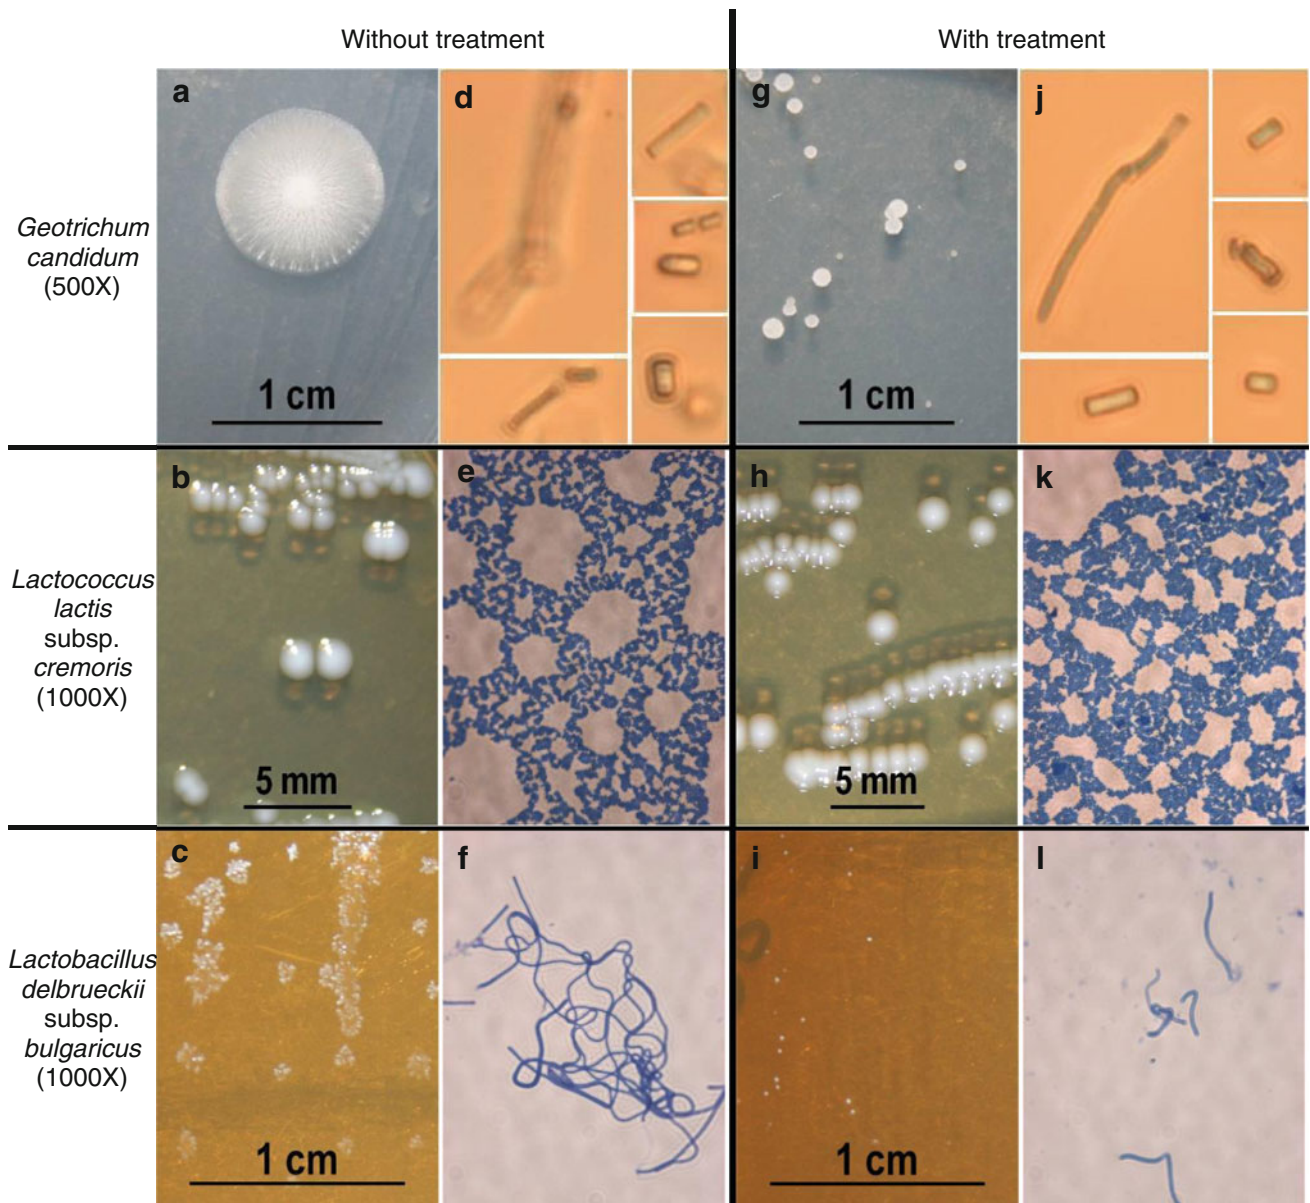 Without treatment
With treatment
a
d
g
j
Geotrichum
candidum
(500X)
1 cm
1 cm
b
e
h
k
Lactococcus
lactis
subsp.
cremoris
(1000X)
5 mm
5 mm
c
f
i
l
Lactobacillus
delbrueckii
subsp.
bulgaricus
(1000X)
1 cm
1 cm